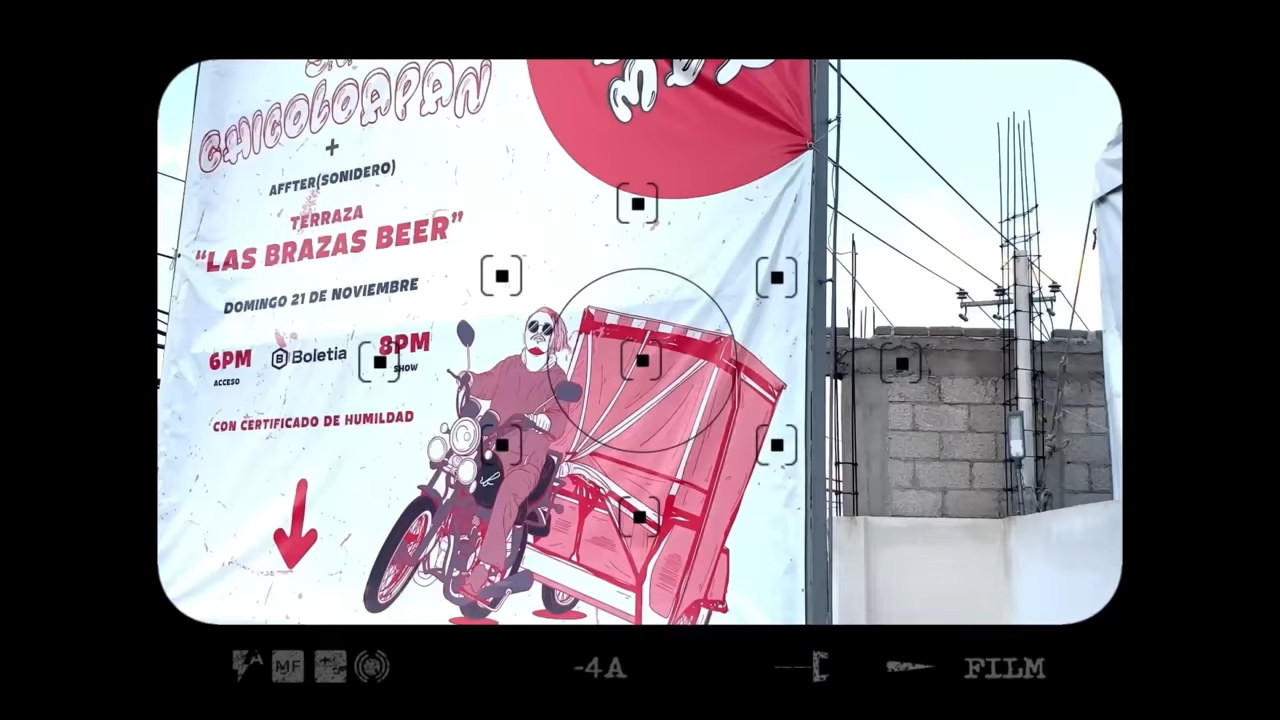 CHICOLOAPAN
+
AFFTER(SONIDERO)
TERRAZA
“LAS BRAZAS BEER”
DOMINGO 21 DE NOVIEMBRE
6PM
ACCESO
Boletia
8PM
SHOW
CON CERTIFICADO DE HUMILDAD
MF
-4A
FILM